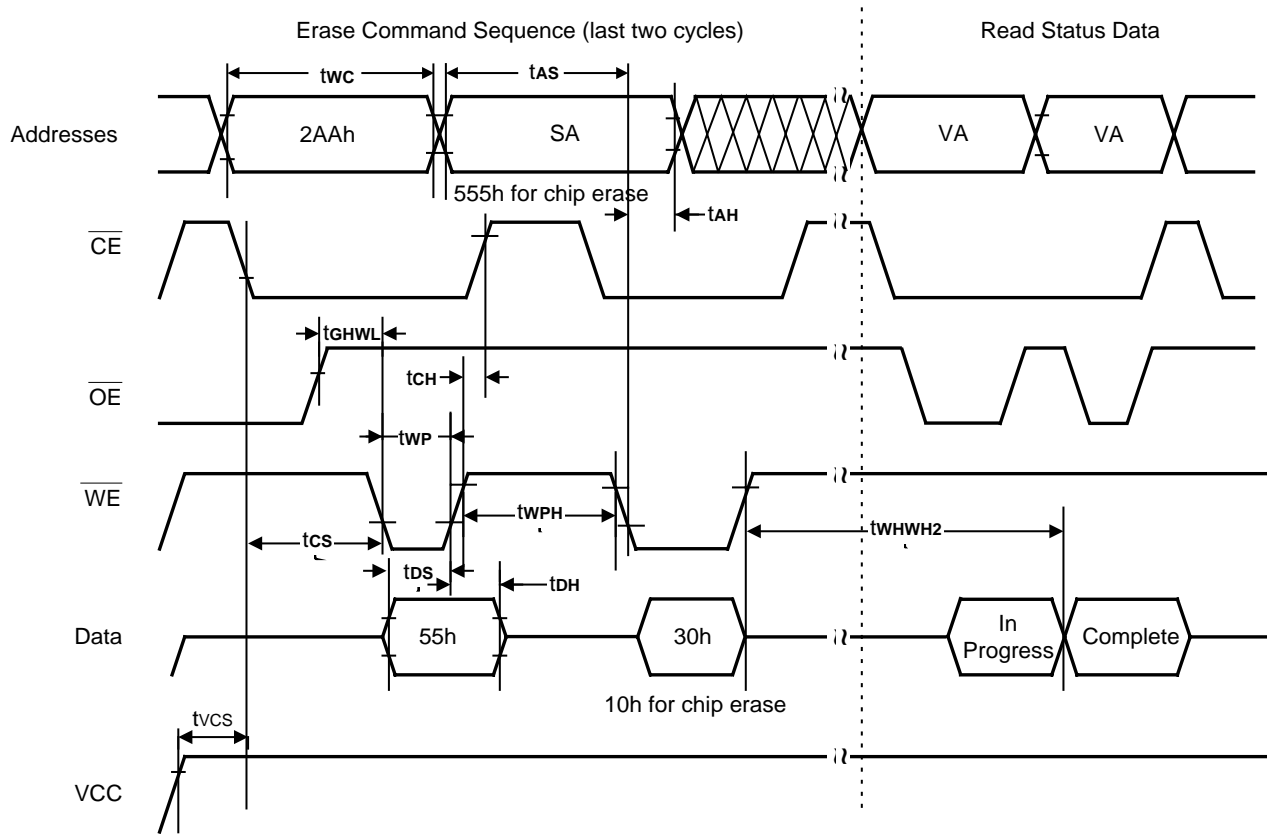 Erase Command Sequence (last two cycles)
Read Status Data
tWC
tAS
Addresses
2AAh
SA
VA
VA
555h for chip erase
tAH
CE
tGHWL
tCH
OE
tWP
WE
tWPH
tWHWH2
tCS
tDS
tDH
Data
55h
30h
In
Progress
Complete
10h for chip erase
tVCS
VCC